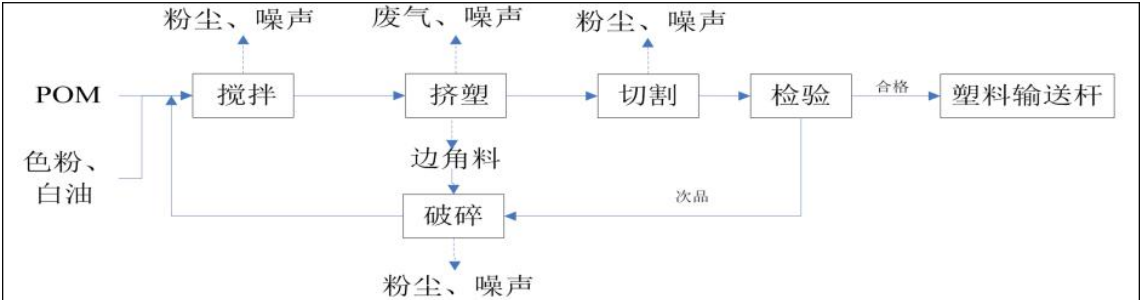 粉尘、噪声
废气、噪声
粉尘、噪声
POM
搅拌
挤塑
切割
检验
合格
塑料输送杆
色粉、
白油
边角料
次品
破碎
粉尘、噪声